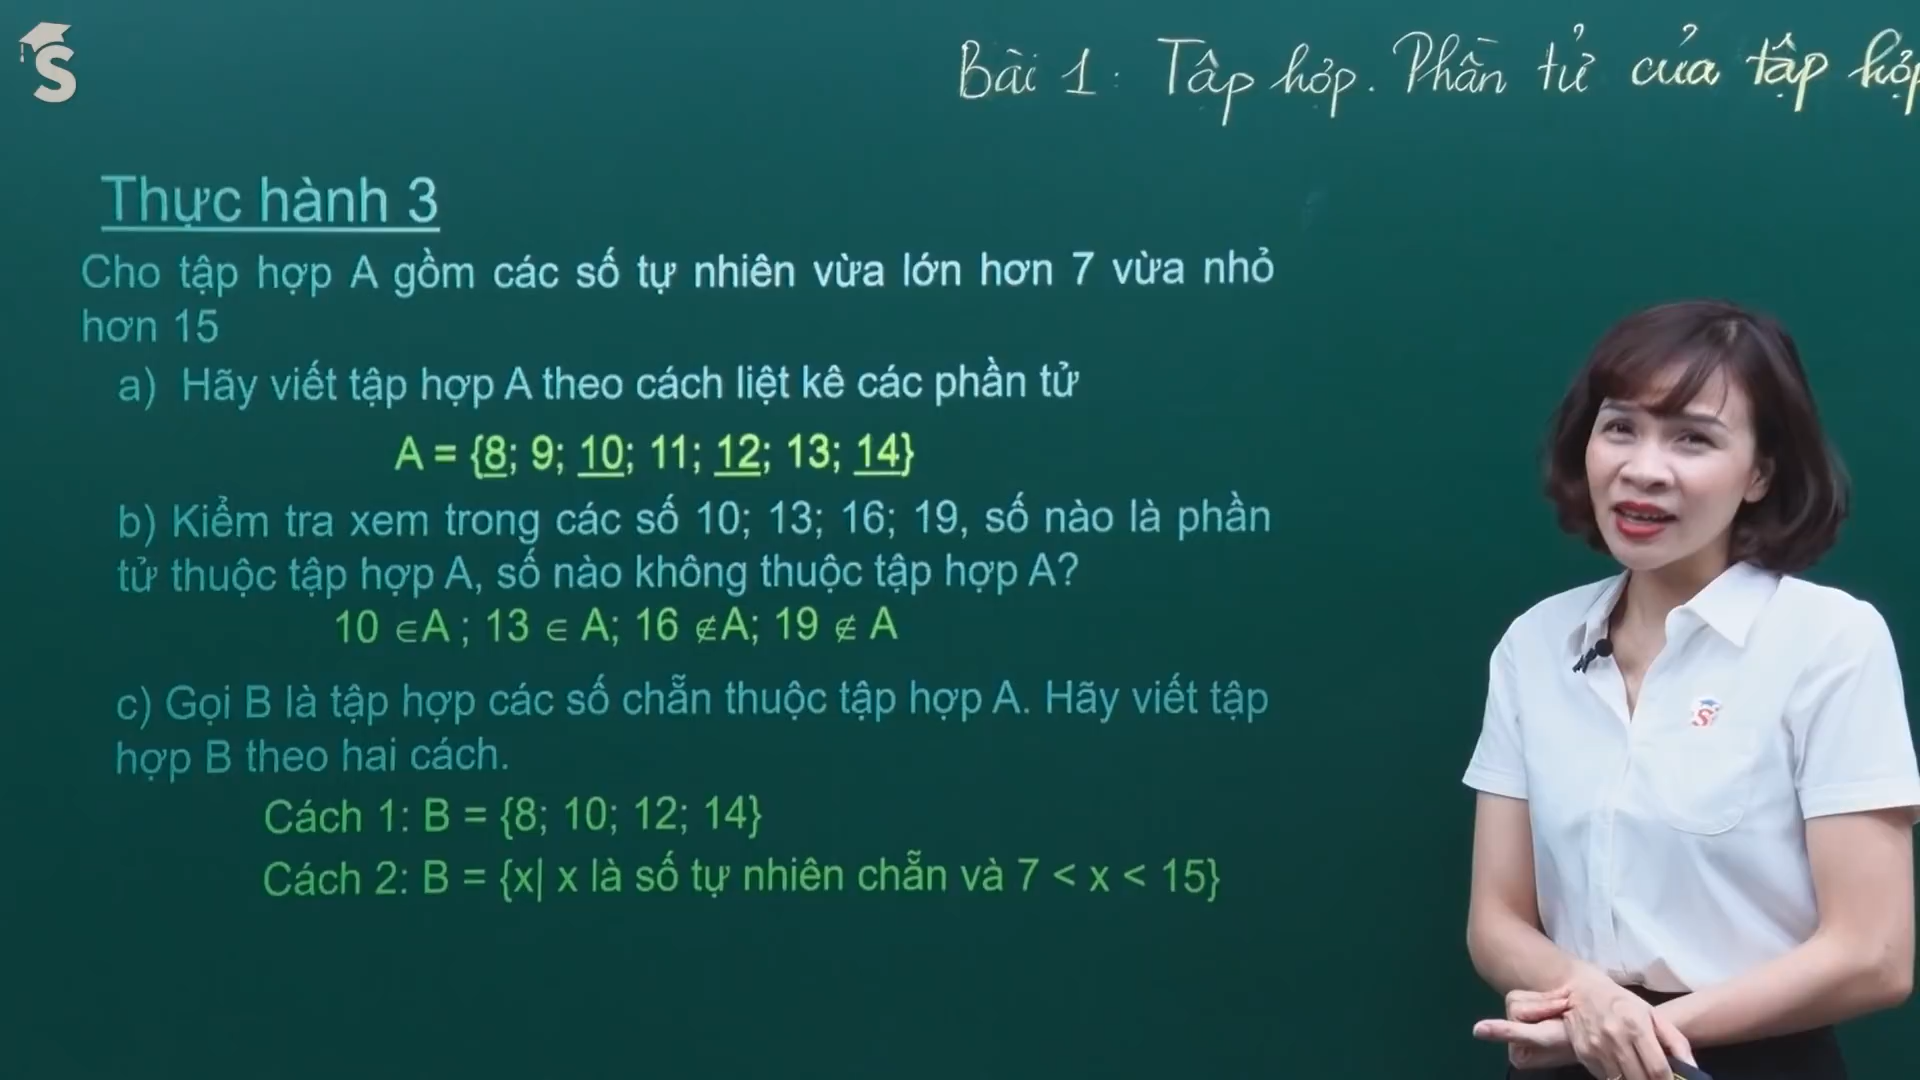 S
Bài 1: Tập hợp. Phần tử của tập hợp
Thực hành 3
Cho tập hợp A gồm các số tự nhiên vừa lớn hơn 7 vừa nhỏ
hơn 15
a) Hãy viết tập hợp A theo cách liệt kê các phần tử
A = {8; 9; 10; 11; 12; 13; 14}
b) Kiểm tra xem trong các số 10; 13; 16; 19, số nào là phần
tử thuộc tập hợp A, số nào không thuộc tập hợp A?
10 ∈A ; 13 ∈ A; 16 ∉A; 19 ∉ A
c) Gọi B là tập hợp các số chẵn thuộc tập hợp A. Hãy viết tập
hợp B theo hai cách.
Cách 1: B = {8; 10; 12; 14}
Cách 2: B = {x| x là số tự nhiên chẵn và 7 < x < 15}
S